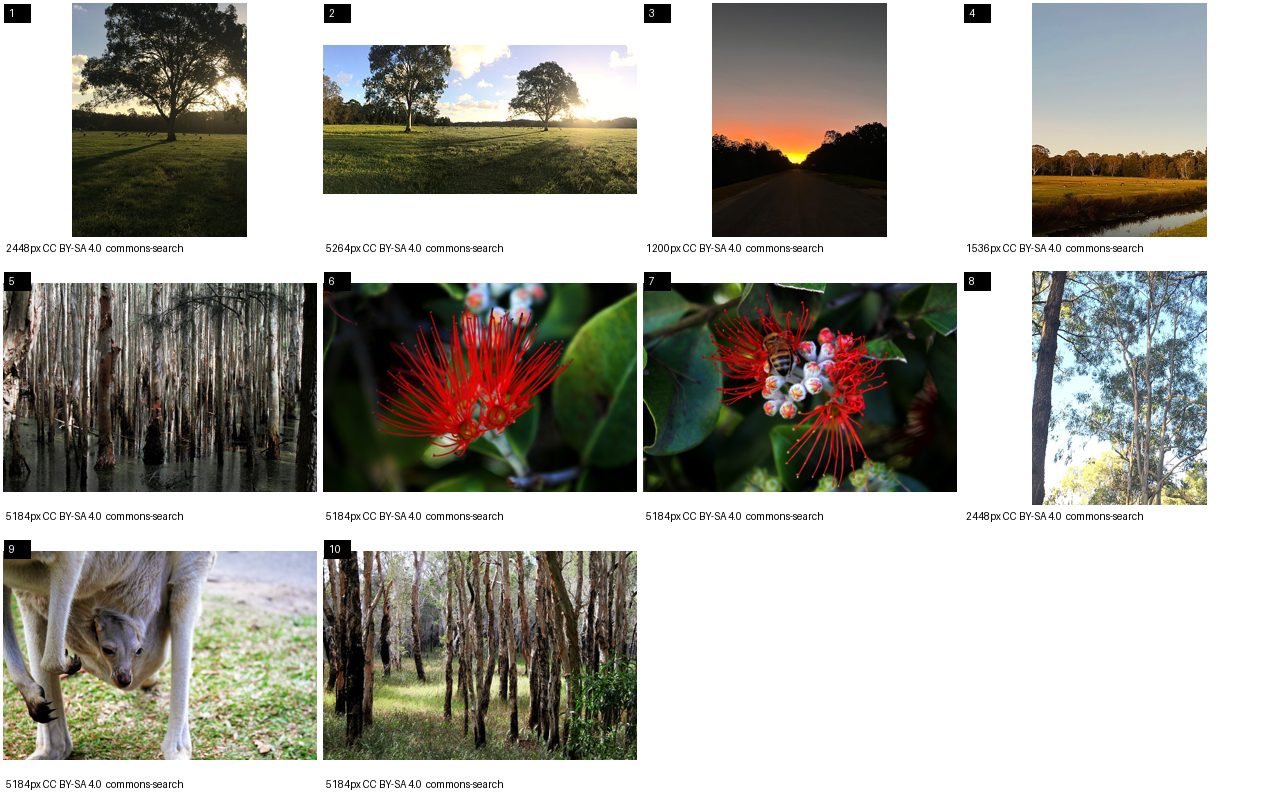 1
2
3
4
2448px CC BY-SA 4.0 commons-search
5264px CC BY-SA 4.0 commons-search
1200px CC BY-SA 4.0 commons-search
1536px CC BY-SA 4.0 commons-search
5
6
7
8
5184px CC BY-SA 4.0 commons-search
5184px CC BY-SA 4.0 commons-search
5184px CC BY-SA 4.0 commons-search
2448px CC BY-SA 4.0 commons-search
9
10
5184px CC BY-SA 4.0 commons-search
5184px CC BY-SA 4.0 commons-search